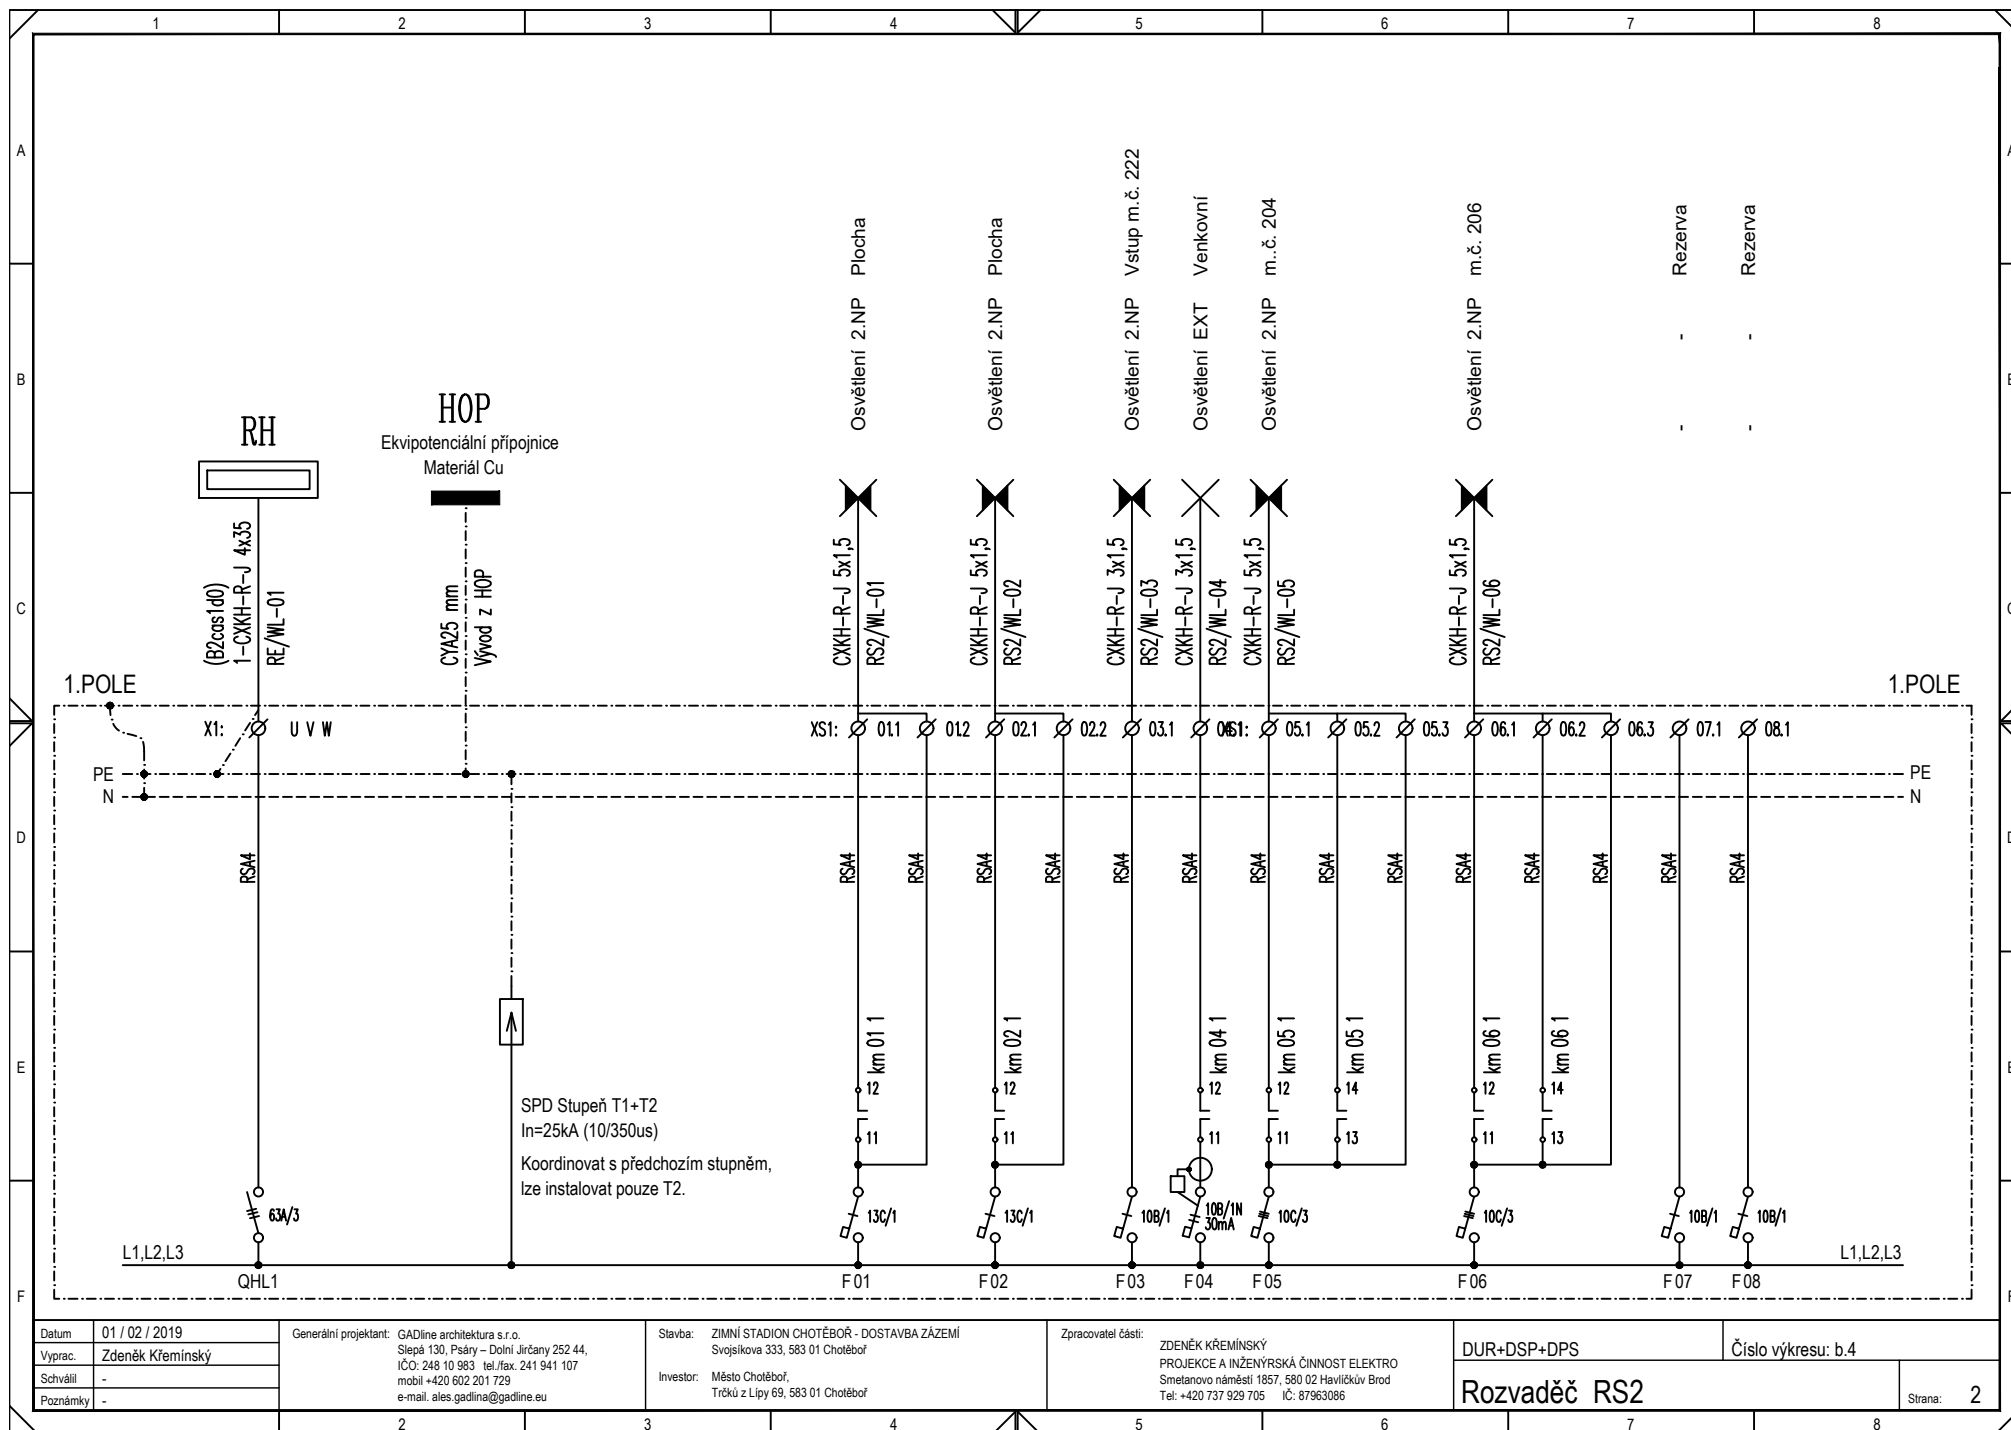 1 2 3 4 5 6 7 8
A
B
C
D
E
F
Osvětlení 2.NP Plocha
Osvětlení 2.NP Plocha
Osvětlení 2.NP Vstup m.č. 222
Osvětlení EXT Venkovní
Osvětlení 2.NP m..č. 204
Osvětlení 2.NP m.č. 206
- - Rezerva
- - Rezerva
RH
HOP
Ekvipotenciální přípojnice
Materiál Cu
(B2cas1d0)
1-CXKH-R-J 4x35
RE/WL-01
CYA25 mm
Vývod z HOP
CXKH-R-J 5x1,5
RS2/WL-01
CXKH-R-J 5x1,5
RS2/WL-02
CXKH-R-J 3x1,5
RS2/WL-03
CXKH-R-J 3x1,5
RS2/WL-04
CXKH-R-J 5x1,5
RS2/WL-05
CXKH-R-J 5x1,5
RS2/WL-06
1.POLE
1.POLE
X1: U V W
XS1: 01.1 01.2 02.1 02.2 03.1 04.1 XS1: 05.1 05.2 05.3 06.1 06.2 06.3 07.1 08.1
PE PE
N N
RSA4 RSA4 RSA4 RSA4 RSA4 RSA4 RSA4 RSA4 RSA4 RSA4 RSA4 RSA4 RSA4 RSA4 RSA4
km 01 1
km 02 1
km 04 1
km 05 1
km 05 1
km 06 1
km 06 1
12 12 12 12 14 12 14
11 11 11 11 13 11 13
SPD Stupeň T1+T2
In=25kA (10/350us)
Koordinovat s předchozím stupněm,
lze instalovat pouze T2.
63A/3
13C/1
13C/1
10B/1
10B/1N
30mA
10C/3
10C/3
10B/1
10B/1
L1,L2,L3 L1,L2,L3
QHL1 F01 F02 F03 F04 F05 F06 F07 F08
Datum 01 / 02 / 2019
Vyprac. Zdeněk Křemínský
Schválil -
Poznámky -
Generální projektant: GADline architektura s.r.o.
Slepá 130, Psáry – Dolní Jirčany 252 44,
IČO: 248 10 983 tel./fax. 241 941 107
mobil +420 602 201 729
e-mail. ales.gadlina@gadline.eu
Stavba: ZIMNÍ STADION CHOTĚBOŘ - DOSTAVBA ZÁZEMÍ
Svojsíkova 333, 583 01 Chotěboř
Investor: Město Chotěboř,
Trčků z Lípy 69, 583 01 Chotěboř
Zpracovatel části:
ZDENĚK KŘEMÍNSKÝ
PROJEKCE A INŽENÝRSKÁ ČINNOST ELEKTRO
Smetanovo náměstí 1857, 580 02 Havlíčkův Brod
Tel: +420 737 929 705 IČ: 87963086
DUR+DSP+DPS
Číslo výkresu: b.4
Rozvaděč RS2
Strana: 2
2 3 4 5 6 7 8